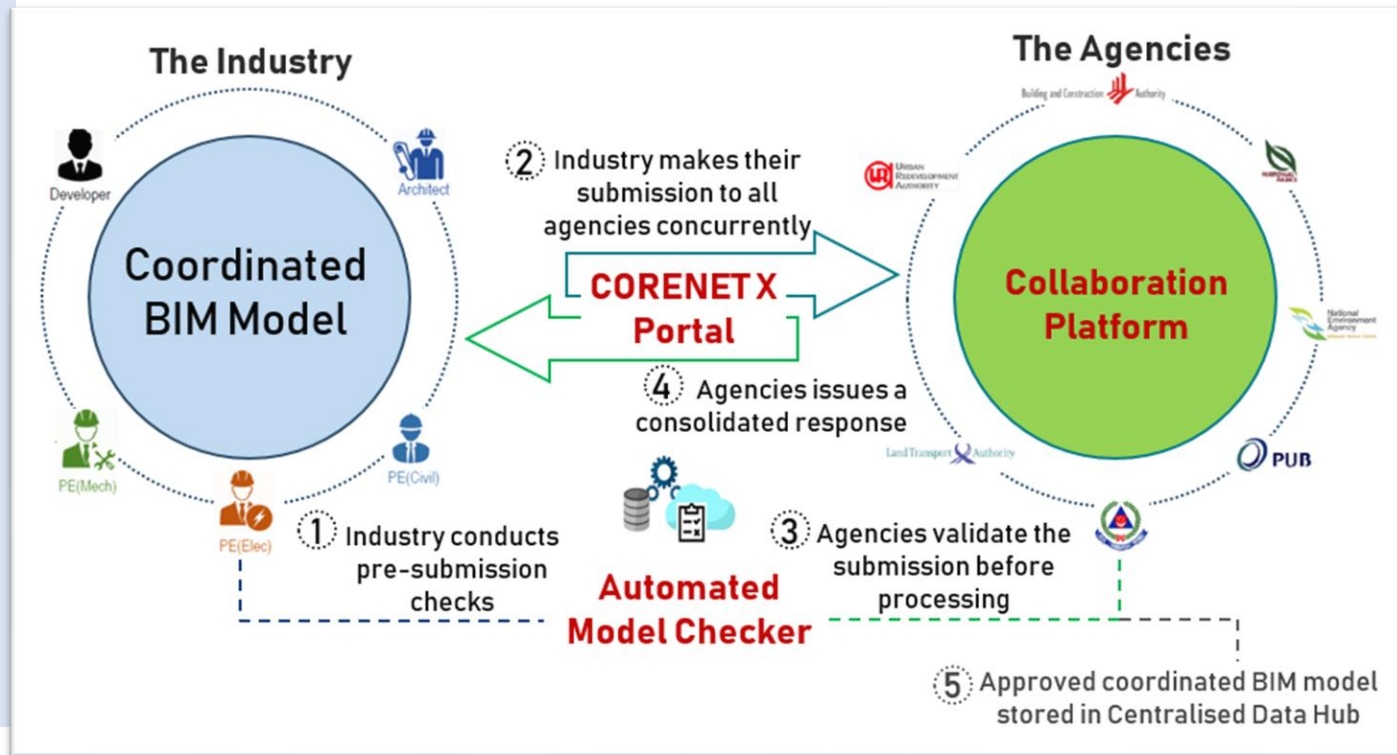 The Industry
Developer
Architect
Coordinated
BIM Model
PE(Mech)
PE(Civil)
PE(Elec)
2 Industry makes their
submission to all
agencies concurrently
CORENET X
Portal
4 Agencies issues a
consolidated response
1 Industry conducts
pre-submission
checks
Automated
Model Checker
3 Agencies validate the
submission before
processing
The Agencies
Building and Construction Authority
URBAN
REDEVELOPMENT
AUTHORITY
National
Environment
Agency
Collaboration
Platform
Land Transport Authority
PUB
5 Approved coordinated BIM model
stored in Centralised Data Hub